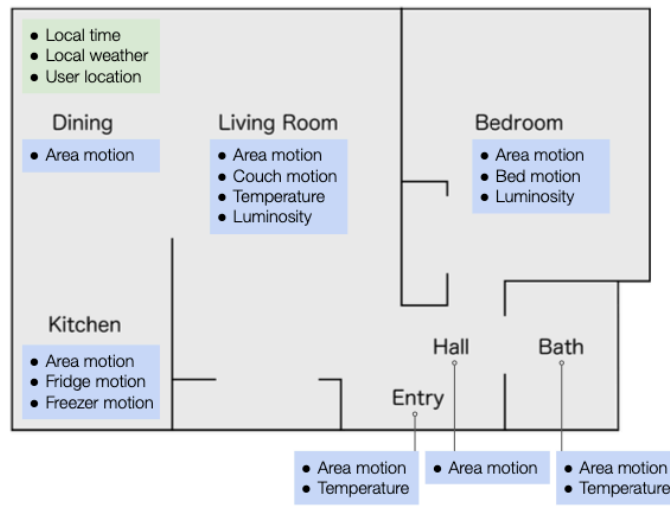 ● Local time
● Local weather
● User location
Dining
● Area motion
Living Room
● Area motion
● Couch motion
● Temperature
● Luminosity
Bedroom
● Area motion
● Bed motion
● Luminosity
Kitchen
● Area motion
● Fridge motion
● Freezer motion
Hall
Bath
Entry
● Area motion
● Temperature
● Area motion
● Area motion
● Temperature